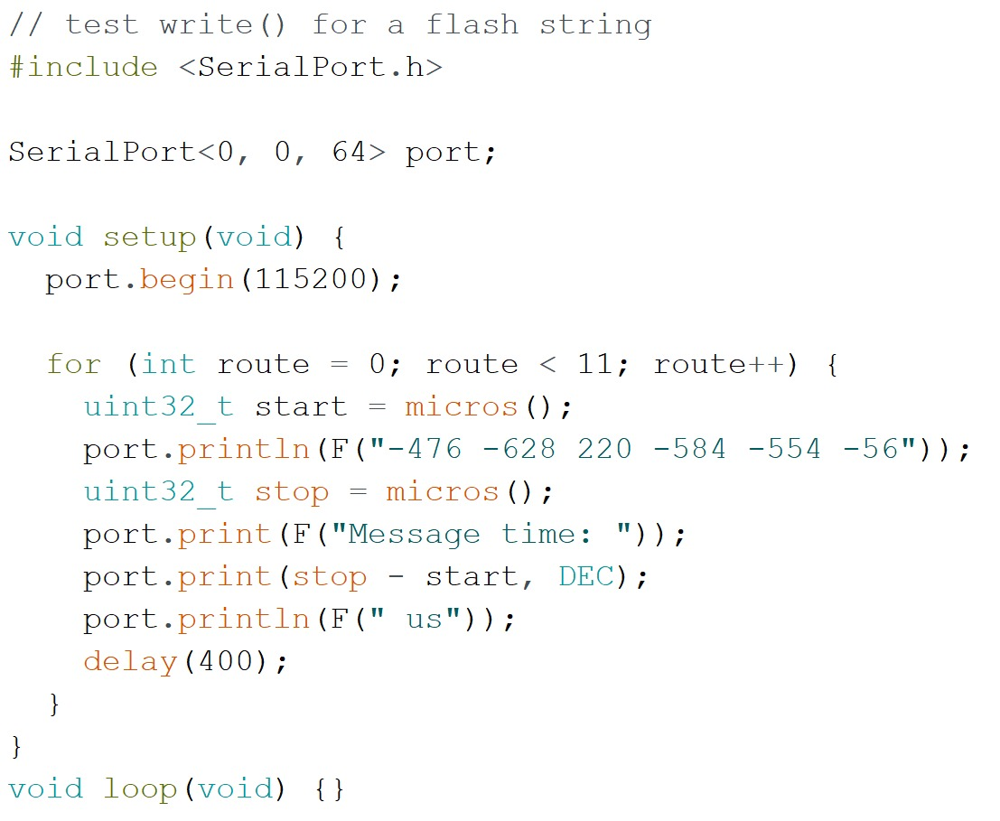 // test write() for a flash string
#include <SerialPort.h>
SerialPort<0, 0, 64> port;
void setup(void) {
  port.begin(115200);
  for (int route = 0; route < 11; route++) {
    uint32_t start = micros();
    port.println(F("-476 -628 220 -584 -554 -56"));
    uint32_t stop = micros();
    port.print(F("Message time: "));
    port.print(stop - start, DEC);
    port.println(F(" us"));
    delay(400);
  }
}
void loop(void) {}